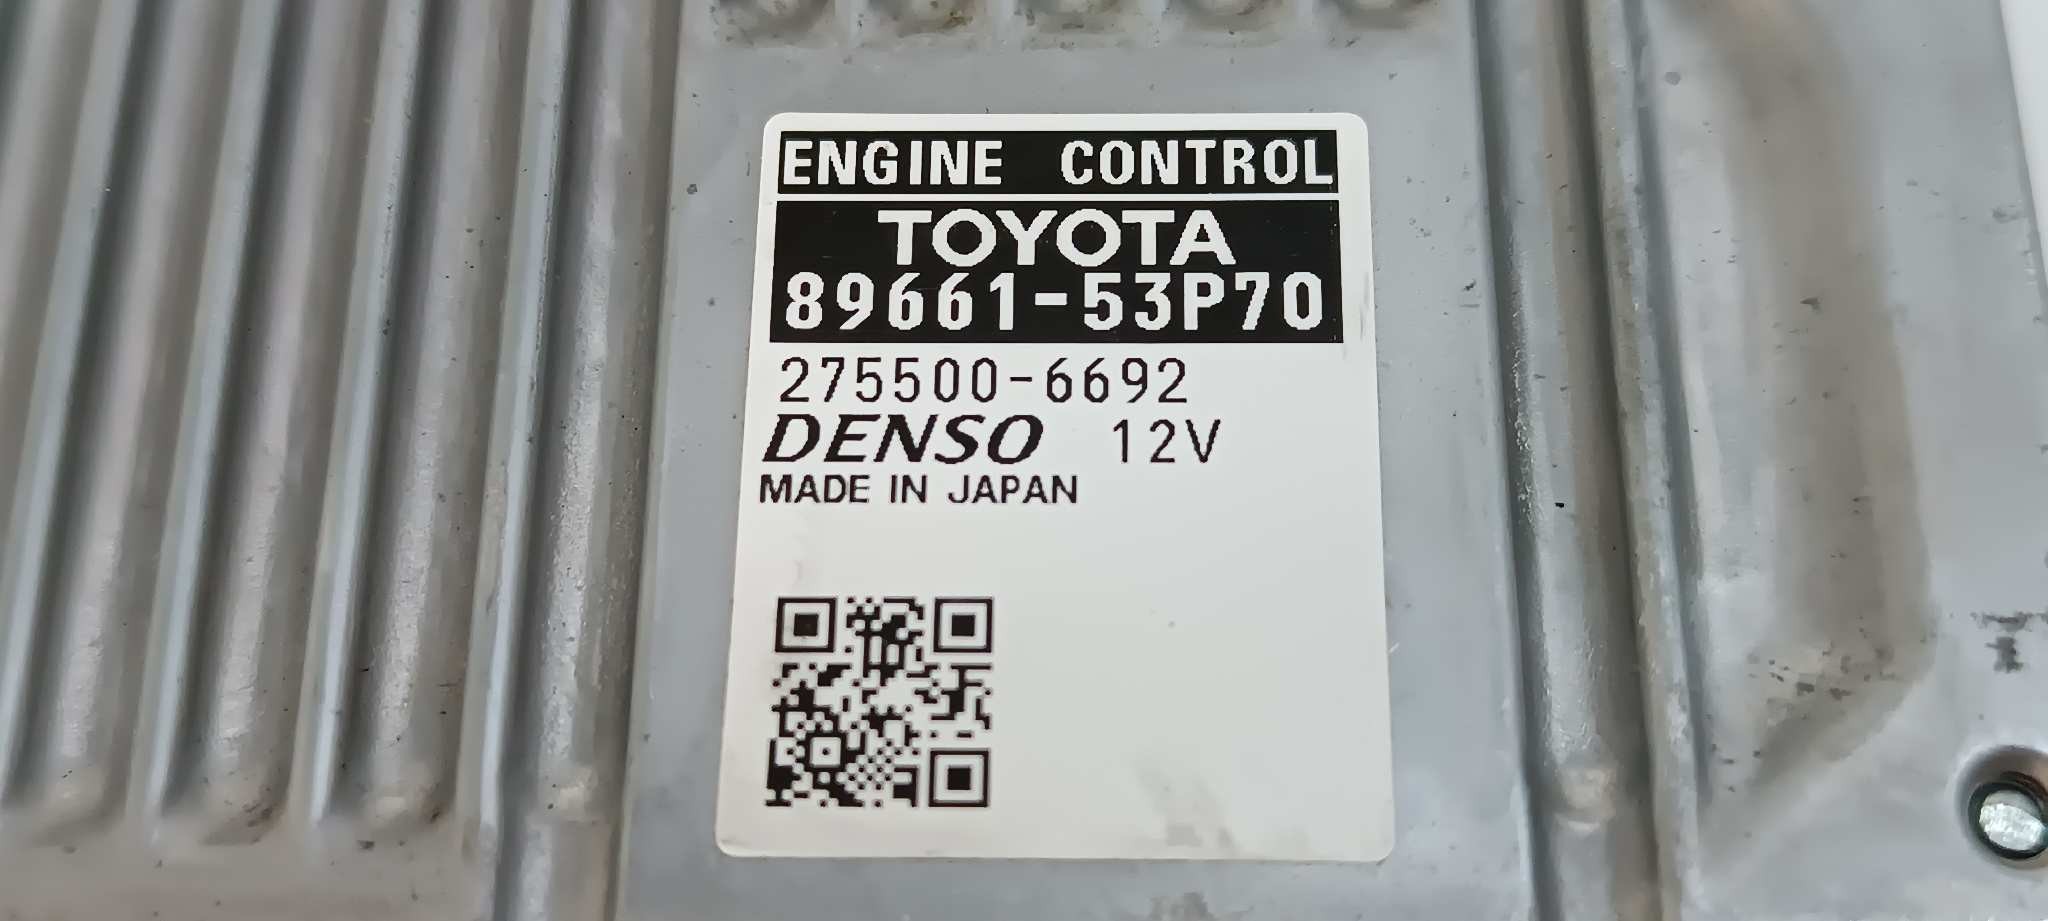 ENGINE CONTROL
TOYOTA
89661-53P70
275500-6692
DENSO 12V
MADE IN JAPAN